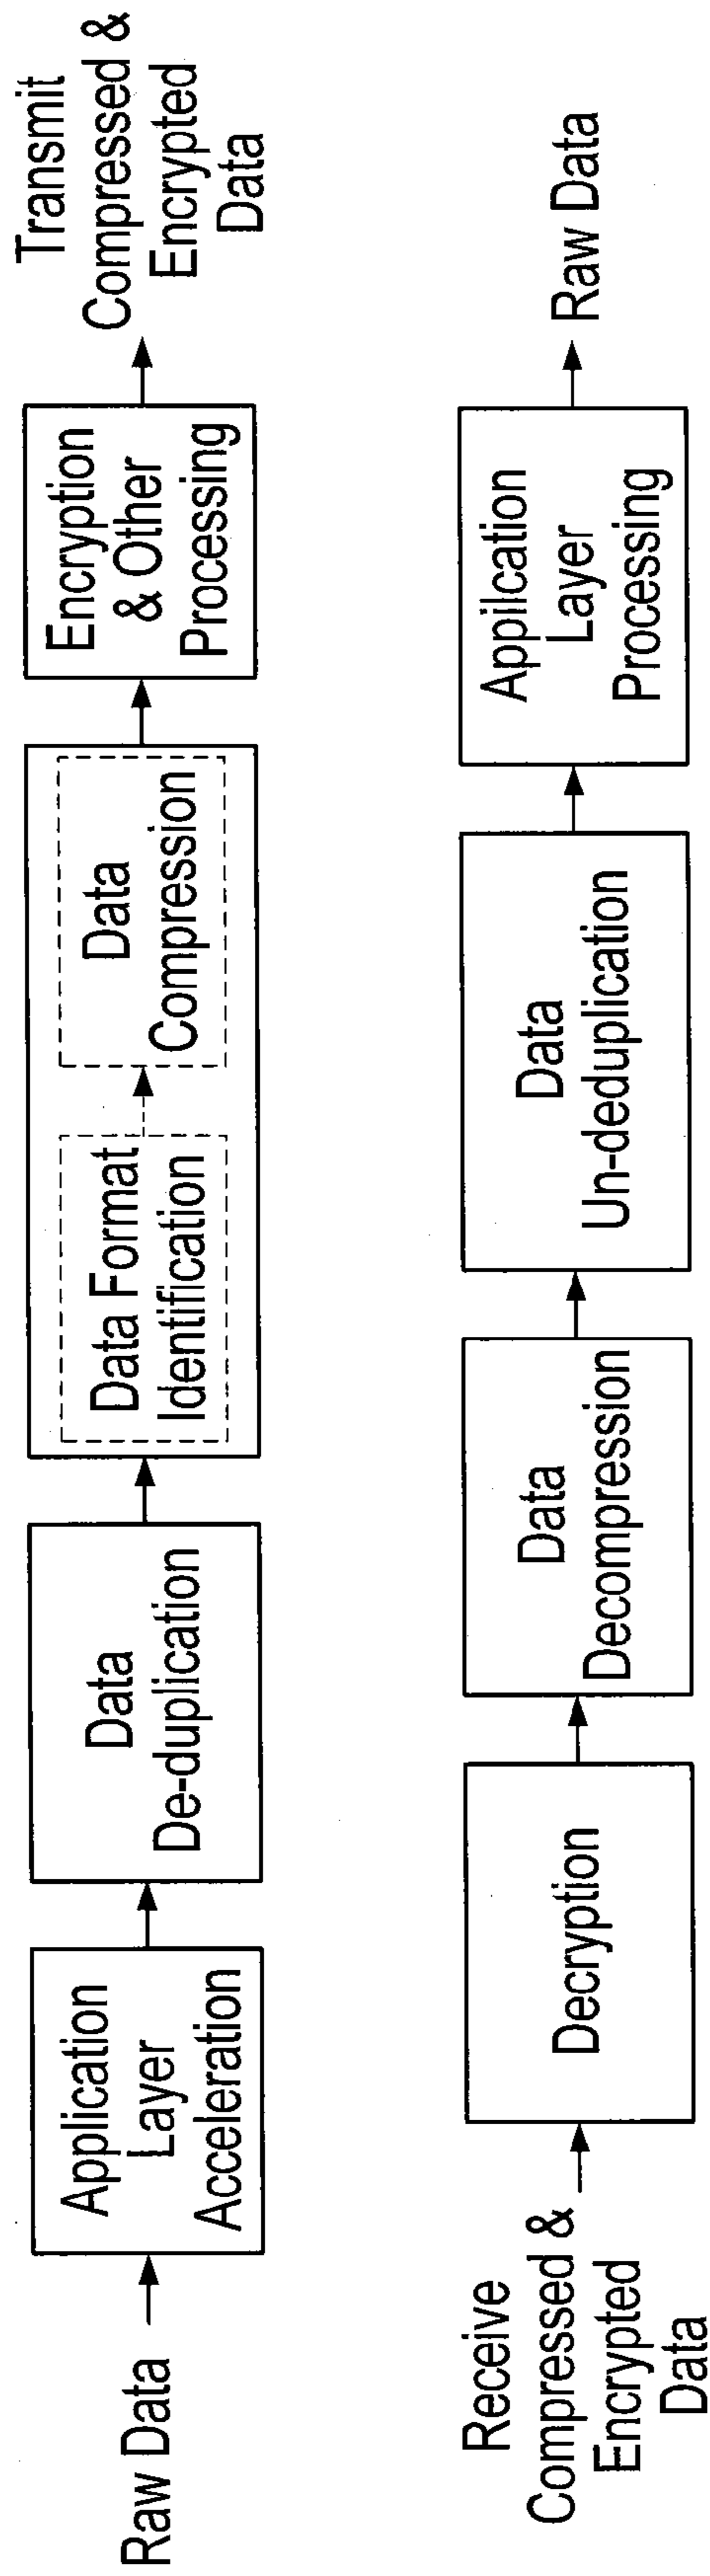 Raw Data
Application
Layer
Acceleration
Data
De-duplication
Data Format
Identification
Data
Compression
Encryption
& Other
Processing
Transmit
Compressed &
Encrypted
Data
Receive
Compressed &
Encrypted
Data
Decryption
Data
Decompression
Data
Un-deduplication
Appilcation
Layer
Processing
Raw Data